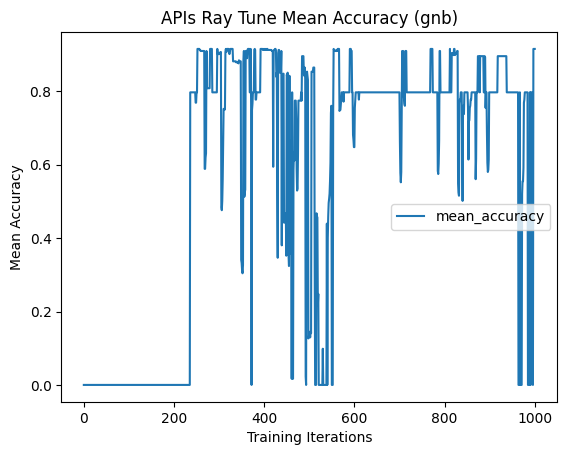 APIs Ray Tune Mean Accuracy (gnb)
Mean Accuracy
0.8
0.6
0.4
0.2
0.0
mean_accuracy
0 200 400 600 800 1000
Training Iterations